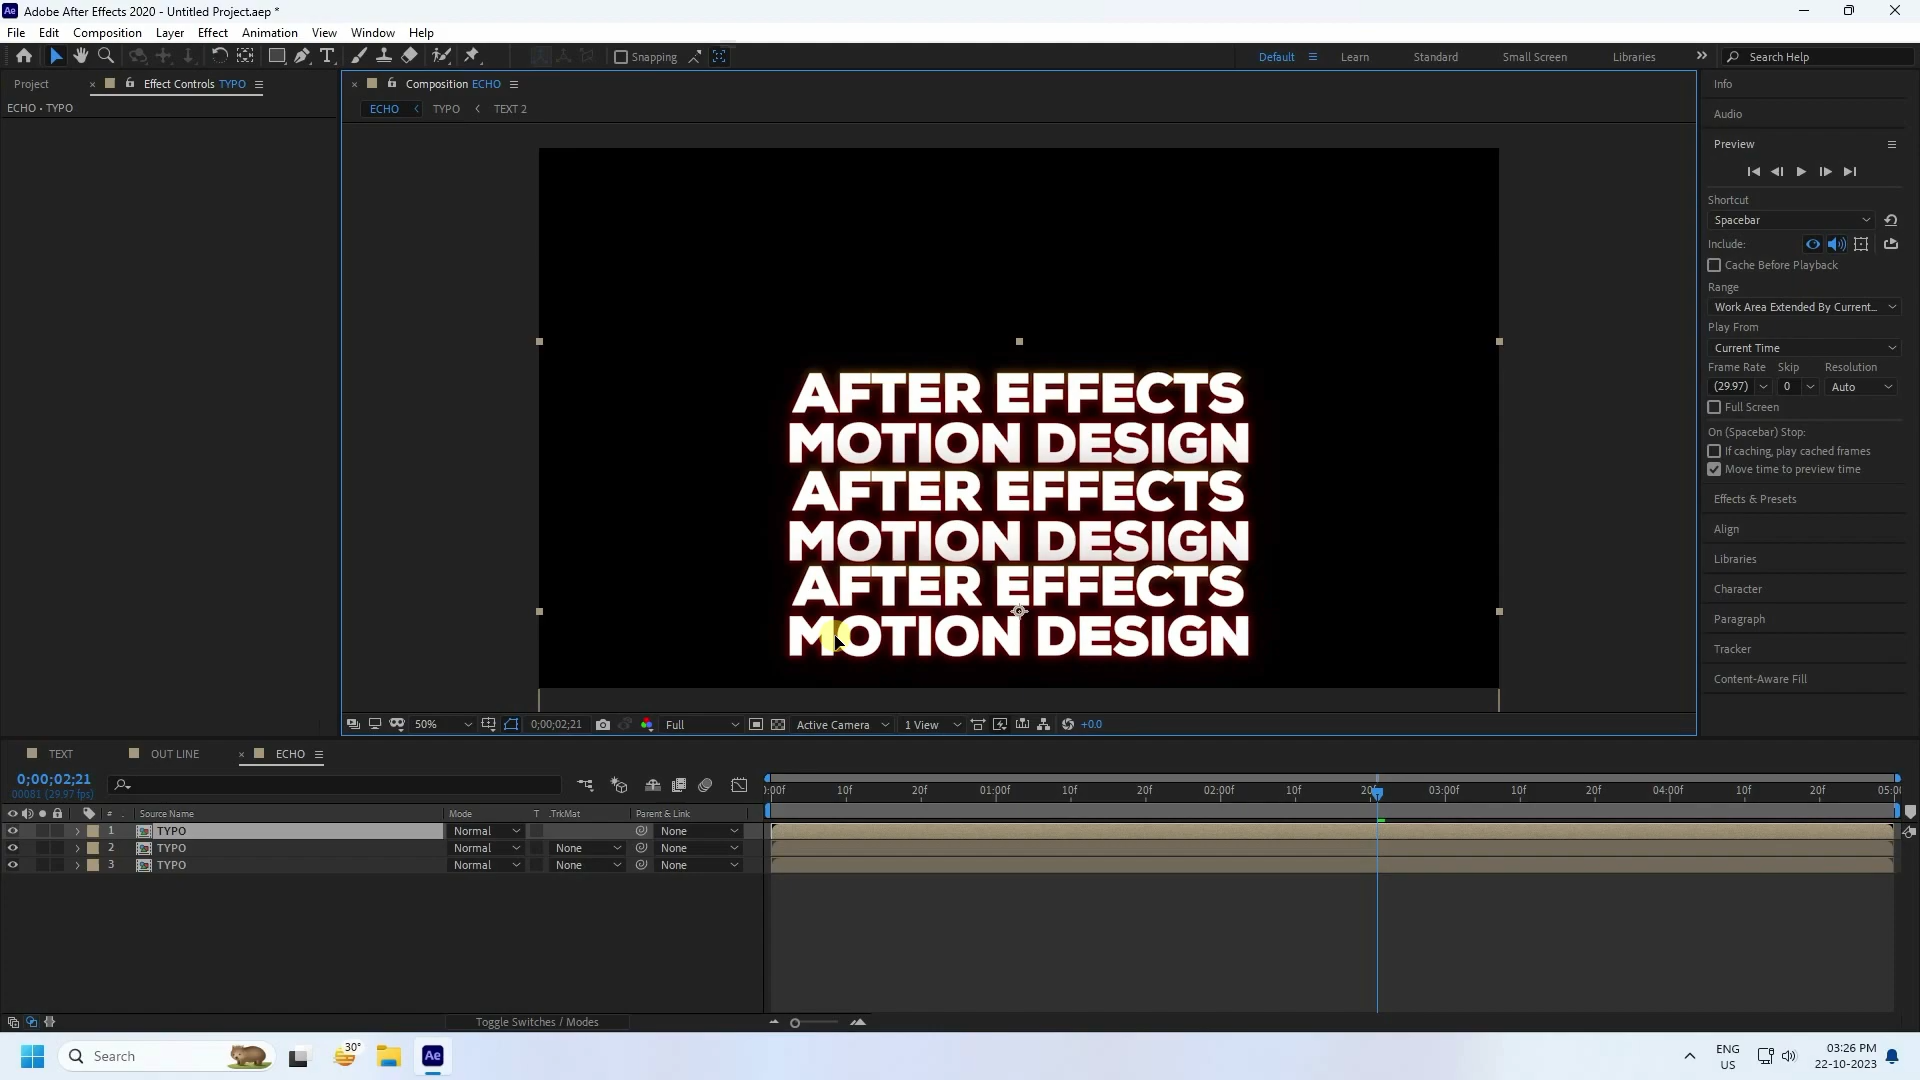 Adobe After Effects 2020 - Untitled Project.aep *
File Edit Composition Layer Effect Animation View Window Help
Snapping
Default Learn Standard Small Screen Libraries Search Help
Project Effect Controls TYPO
ECHO • TYPO
Composition ECHO
ECHO TYPO TEXT 2
AFTER EFFECTS
MOTION DESIGN
AFTER EFFECTS
MOTION DESIGN
AFTER EFFECTS
MOTION DESIGN
50% 0;00;02;21 Full Active Camera 1 View +0.0
Info
Audio
Preview
Shortcut
Spacebar
Include:
Cache Before Playback
Range
Work Area Extended By Current...
Play From
Current Time
Frame Rate Skip Resolution
(29.97) 0 Auto
Full Screen
On (Spacebar) Stop:
If caching, play cached frames
Move time to preview time
Effects & Presets
Align
Libraries
Character
Paragraph
Tracker
Content-Aware Fill
TEXT OUT LINE ECHO
0;00;02;21
00081 (29.97 fps)
):00f 10f 20f 01:00f 10f 20f 02:00f 10f 20f 03:00f 10f 20f 04:00f 10f 20f 05:00
# Source Name Mode T .TrkMat Parent & Link
1 TYPO Normal None
2 TYPO Normal None None
3 TYPO Normal None None
Toggle Switches / Modes
Search 30° Ae
ENG
US
03:26 PM
22-10-2023